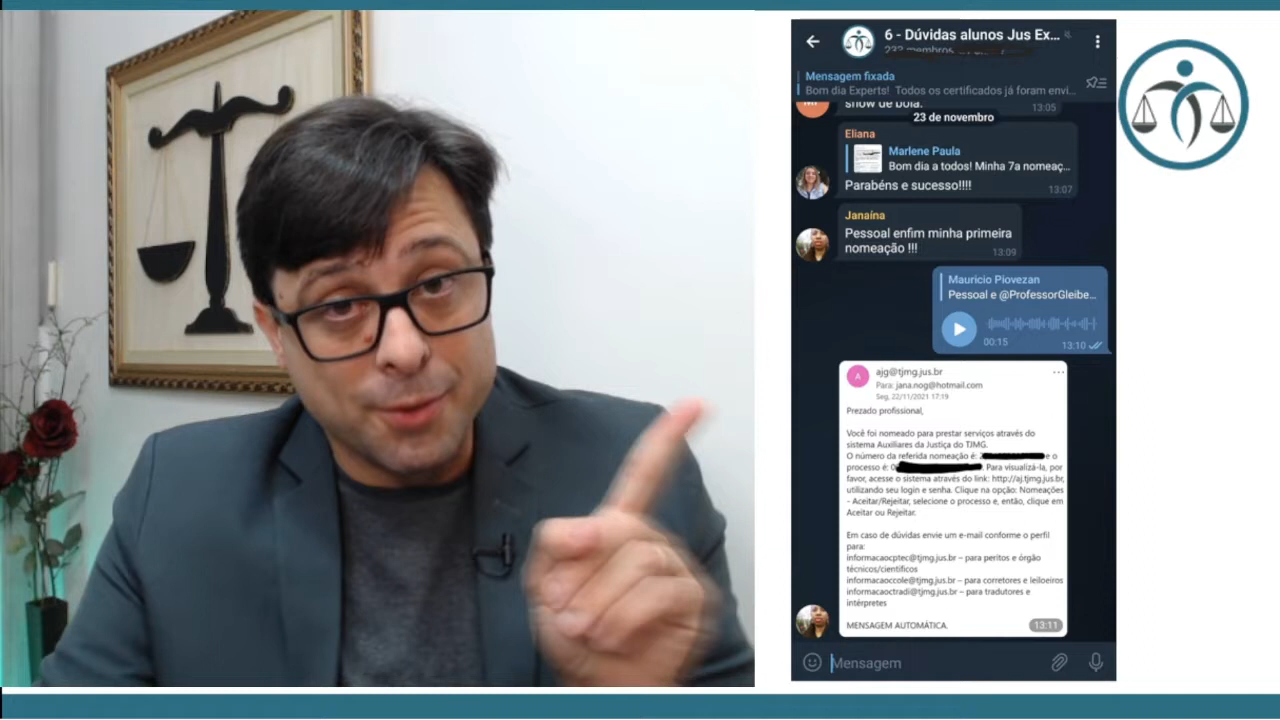 6 - Dúvidas alunos Jus Ex...
232 membros
Mensagem fixada
Bom dia Experts! Todos os certificados já foram envi...
show de bola.
13:05
23 de novembro
Eliana
Marlene Paula
Bom dia a todos! Minha 7a nomeaç...
Parabéns e sucesso!!!!
13:07
Janaína
Pessoal enfim minha primeira
nomeação !!!
13:09
Mauricio Piovezan
Pessoal e @ProfessorGleibe...
00:15
13:10
A
ajg@tjmg.jus.br
Para: jana.nog@hotmail.com
Seg, 22/11/2021 17:19
Prezado profissional,
Você foi nomeado para prestar serviços através do
sistema Auxiliares da Justiça do TJMG.
O número da referida nomeação é: 2 e o
processo é: 0 . Para visualizá-la, por
favor, acesse o sistema através do link: http://aj.tjmg.jus.br,
utilizando seu login e senha. Clique na opção: Nomeações
- Aceitar/Rejeitar, selecione o processo e, então, clique em
Aceitar ou Rejeitar.
Em caso de dúvidas envie um e-mail conforme o perfil
para:
informacaocptec@tjmg.jus.br – para peritos e órgão
técnicos/científicos
informacaoccole@tjmg.jus.br – para corretores e leiloeiros
informacaoctradi@tjmg.jus.br – para tradutores e
intérpretes
MENSAGEM AUTOMÁTICA.
13:11
Mensagem